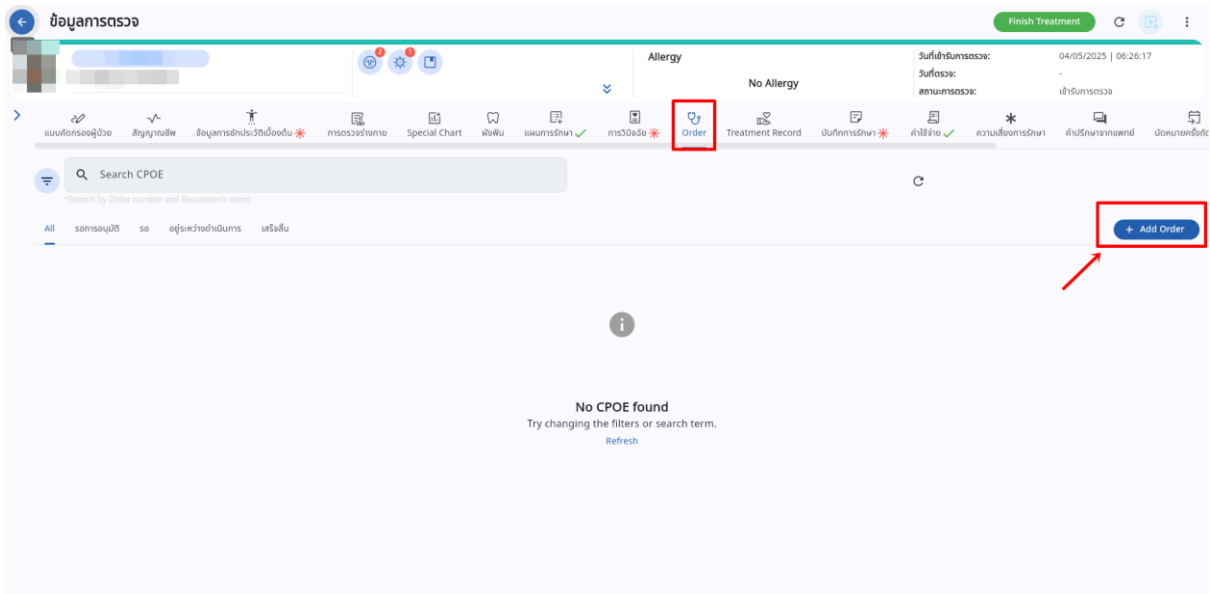 ข้อมูลการตรวจ
Finish Treatment
2
1
Allergy
No Allergy
วันที่เข้ารับการตรวจ: 04/05/2025 | 06:26:17
วันที่ตรวจ: -
สถานะการตรวจ: เข้ารับการตรวจ
แบบคัดกรองผู้ป่วย สัญญาณชีพ ข้อมูลการซักประวัติเบื้องต้น การตรวจร่างกาย Special Chart ผังฟัน แผนการรักษา การวินิจฉัย Order Treatment Record บันทึกการรักษา ค่าใช้จ่าย ความเสี่ยงการรักษา คำปรึกษาจากแพทย์
Search CPOE
*Search by Order number and Requester's name
All รอการอนุมัติ รอ อยู่ระหว่างดำเนินการ เสร็จสิ้น
+ Add Order
No CPOE found
Try changing the filters or search term.
Refresh